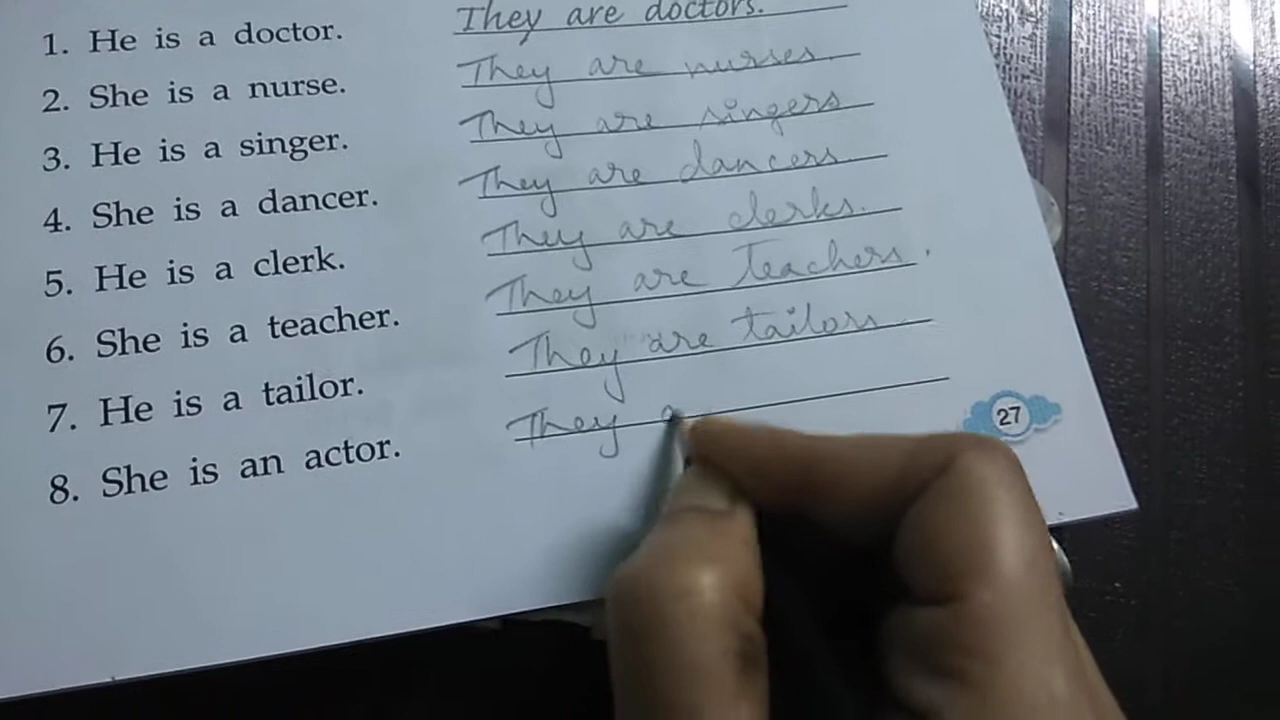 1. He is a doctor. They are doctors.
2. She is a nurse. They are nurses.
3. He is a singer. They are singers
4. She is a dancer. They are dancers.
5. He is a clerk. They are clerks.
6. She is a teacher. They are teachers.
7. He is a tailor. They are tailors
8. She is an actor. They a
27